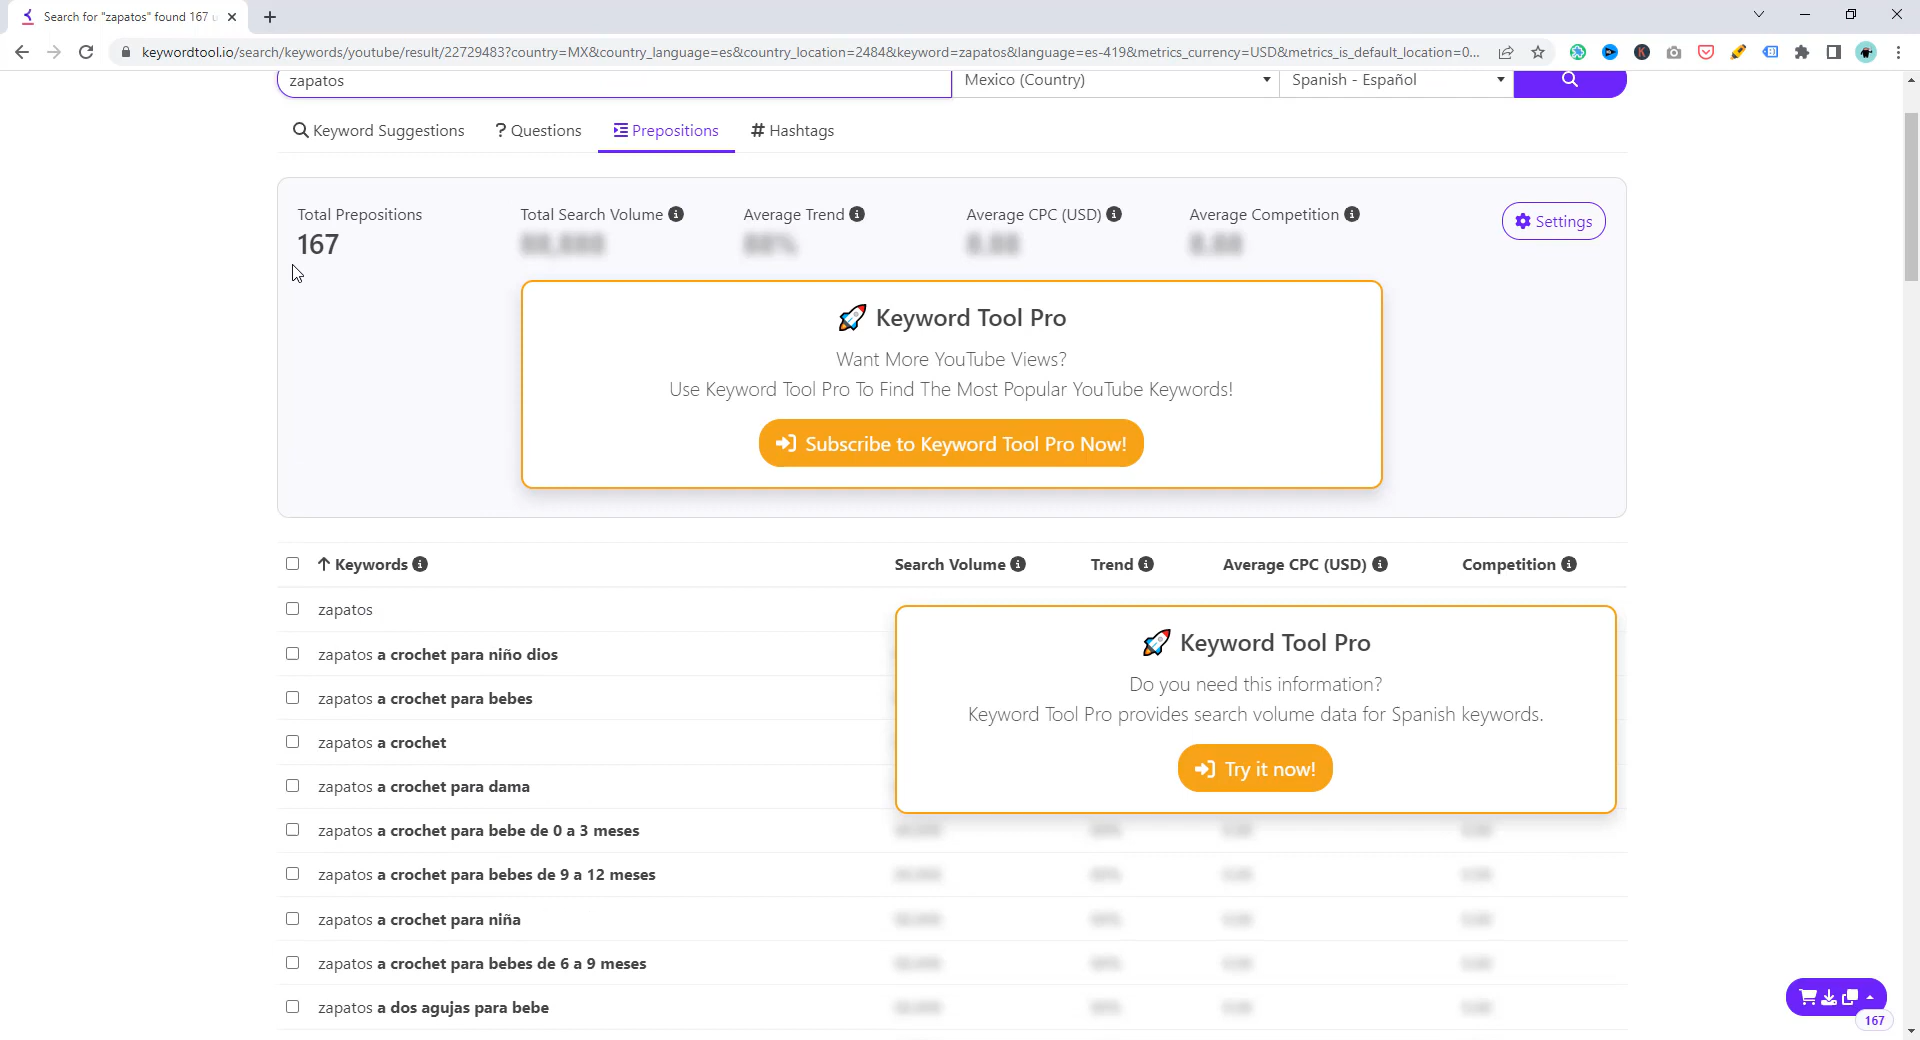 Search for "zapatos" found 167 u
keywordtool.io/search/keywords/youtube/result/22729483?country=MX&country_language=es&country_location=2484&keyword=zapatos&language=es-419&metrics_currency=USD&metrics_is_default_location=0...
zapatos
Mexico (Country)
Spanish - Español
Keyword Suggestions
? Questions
Prepositions
# Hashtags
Total Prepositions
167
Total Search Volume
Average Trend
Average CPC (USD)
Average Competition
Settings
Keyword Tool Pro
Want More YouTube Views?
Use Keyword Tool Pro To Find The Most Popular YouTube Keywords!
Subscribe to Keyword Tool Pro Now!
Keywords
Search Volume
Trend
Average CPC (USD)
Competition
zapatos
zapatos a crochet para niño dios
zapatos a crochet para bebes
zapatos a crochet
zapatos a crochet para dama
zapatos a crochet para bebe de 0 a 3 meses
zapatos a crochet para bebes de 9 a 12 meses
zapatos a crochet para niña
zapatos a crochet para bebes de 6 a 9 meses
zapatos a dos agujas para bebe
Keyword Tool Pro
Do you need this information?
Keyword Tool Pro provides search volume data for Spanish keywords.
Try it now!
167